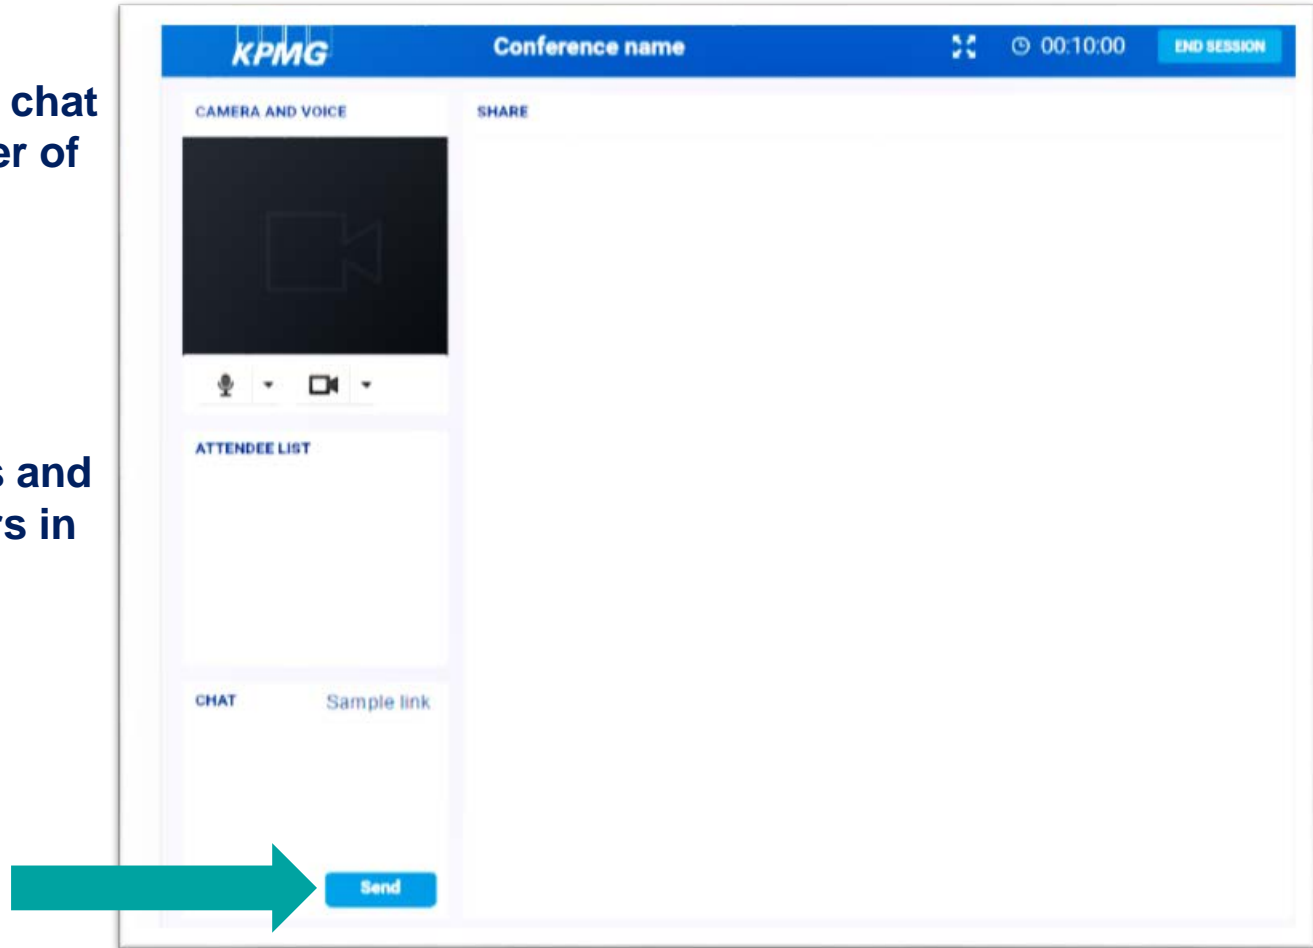 chat
er of
s and
rs in
KPMG
Conference name
00:10:00
END SESSION
CAMERA AND VOICE
SHARE
ATTENDEE LIST
CHAT
Sample link
Send